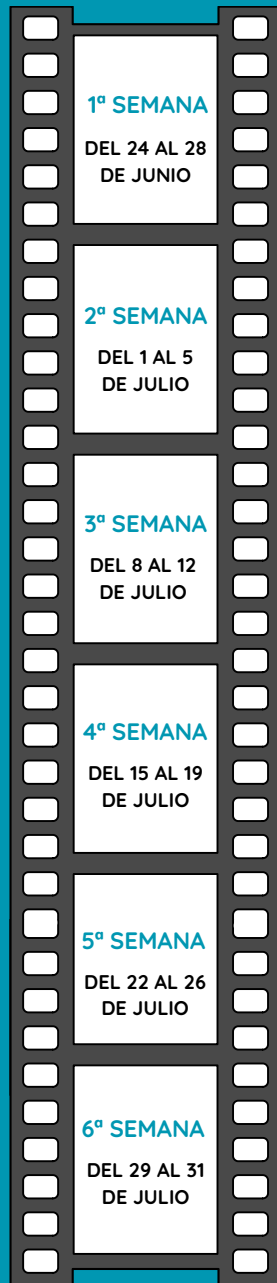 1ª SEMANA
DEL 24 AL 28
DE JUNIO
2ª SEMANA
DEL 1 AL 5
DE JULIO
3ª SEMANA
DEL 8 AL 12
DE JULIO
4ª SEMANA
DEL 15 AL 19
DE JULIO
5ª SEMANA
DEL 22 AL 26
DE JULIO
6ª SEMANA
DEL 29 AL 31
DE JULIO